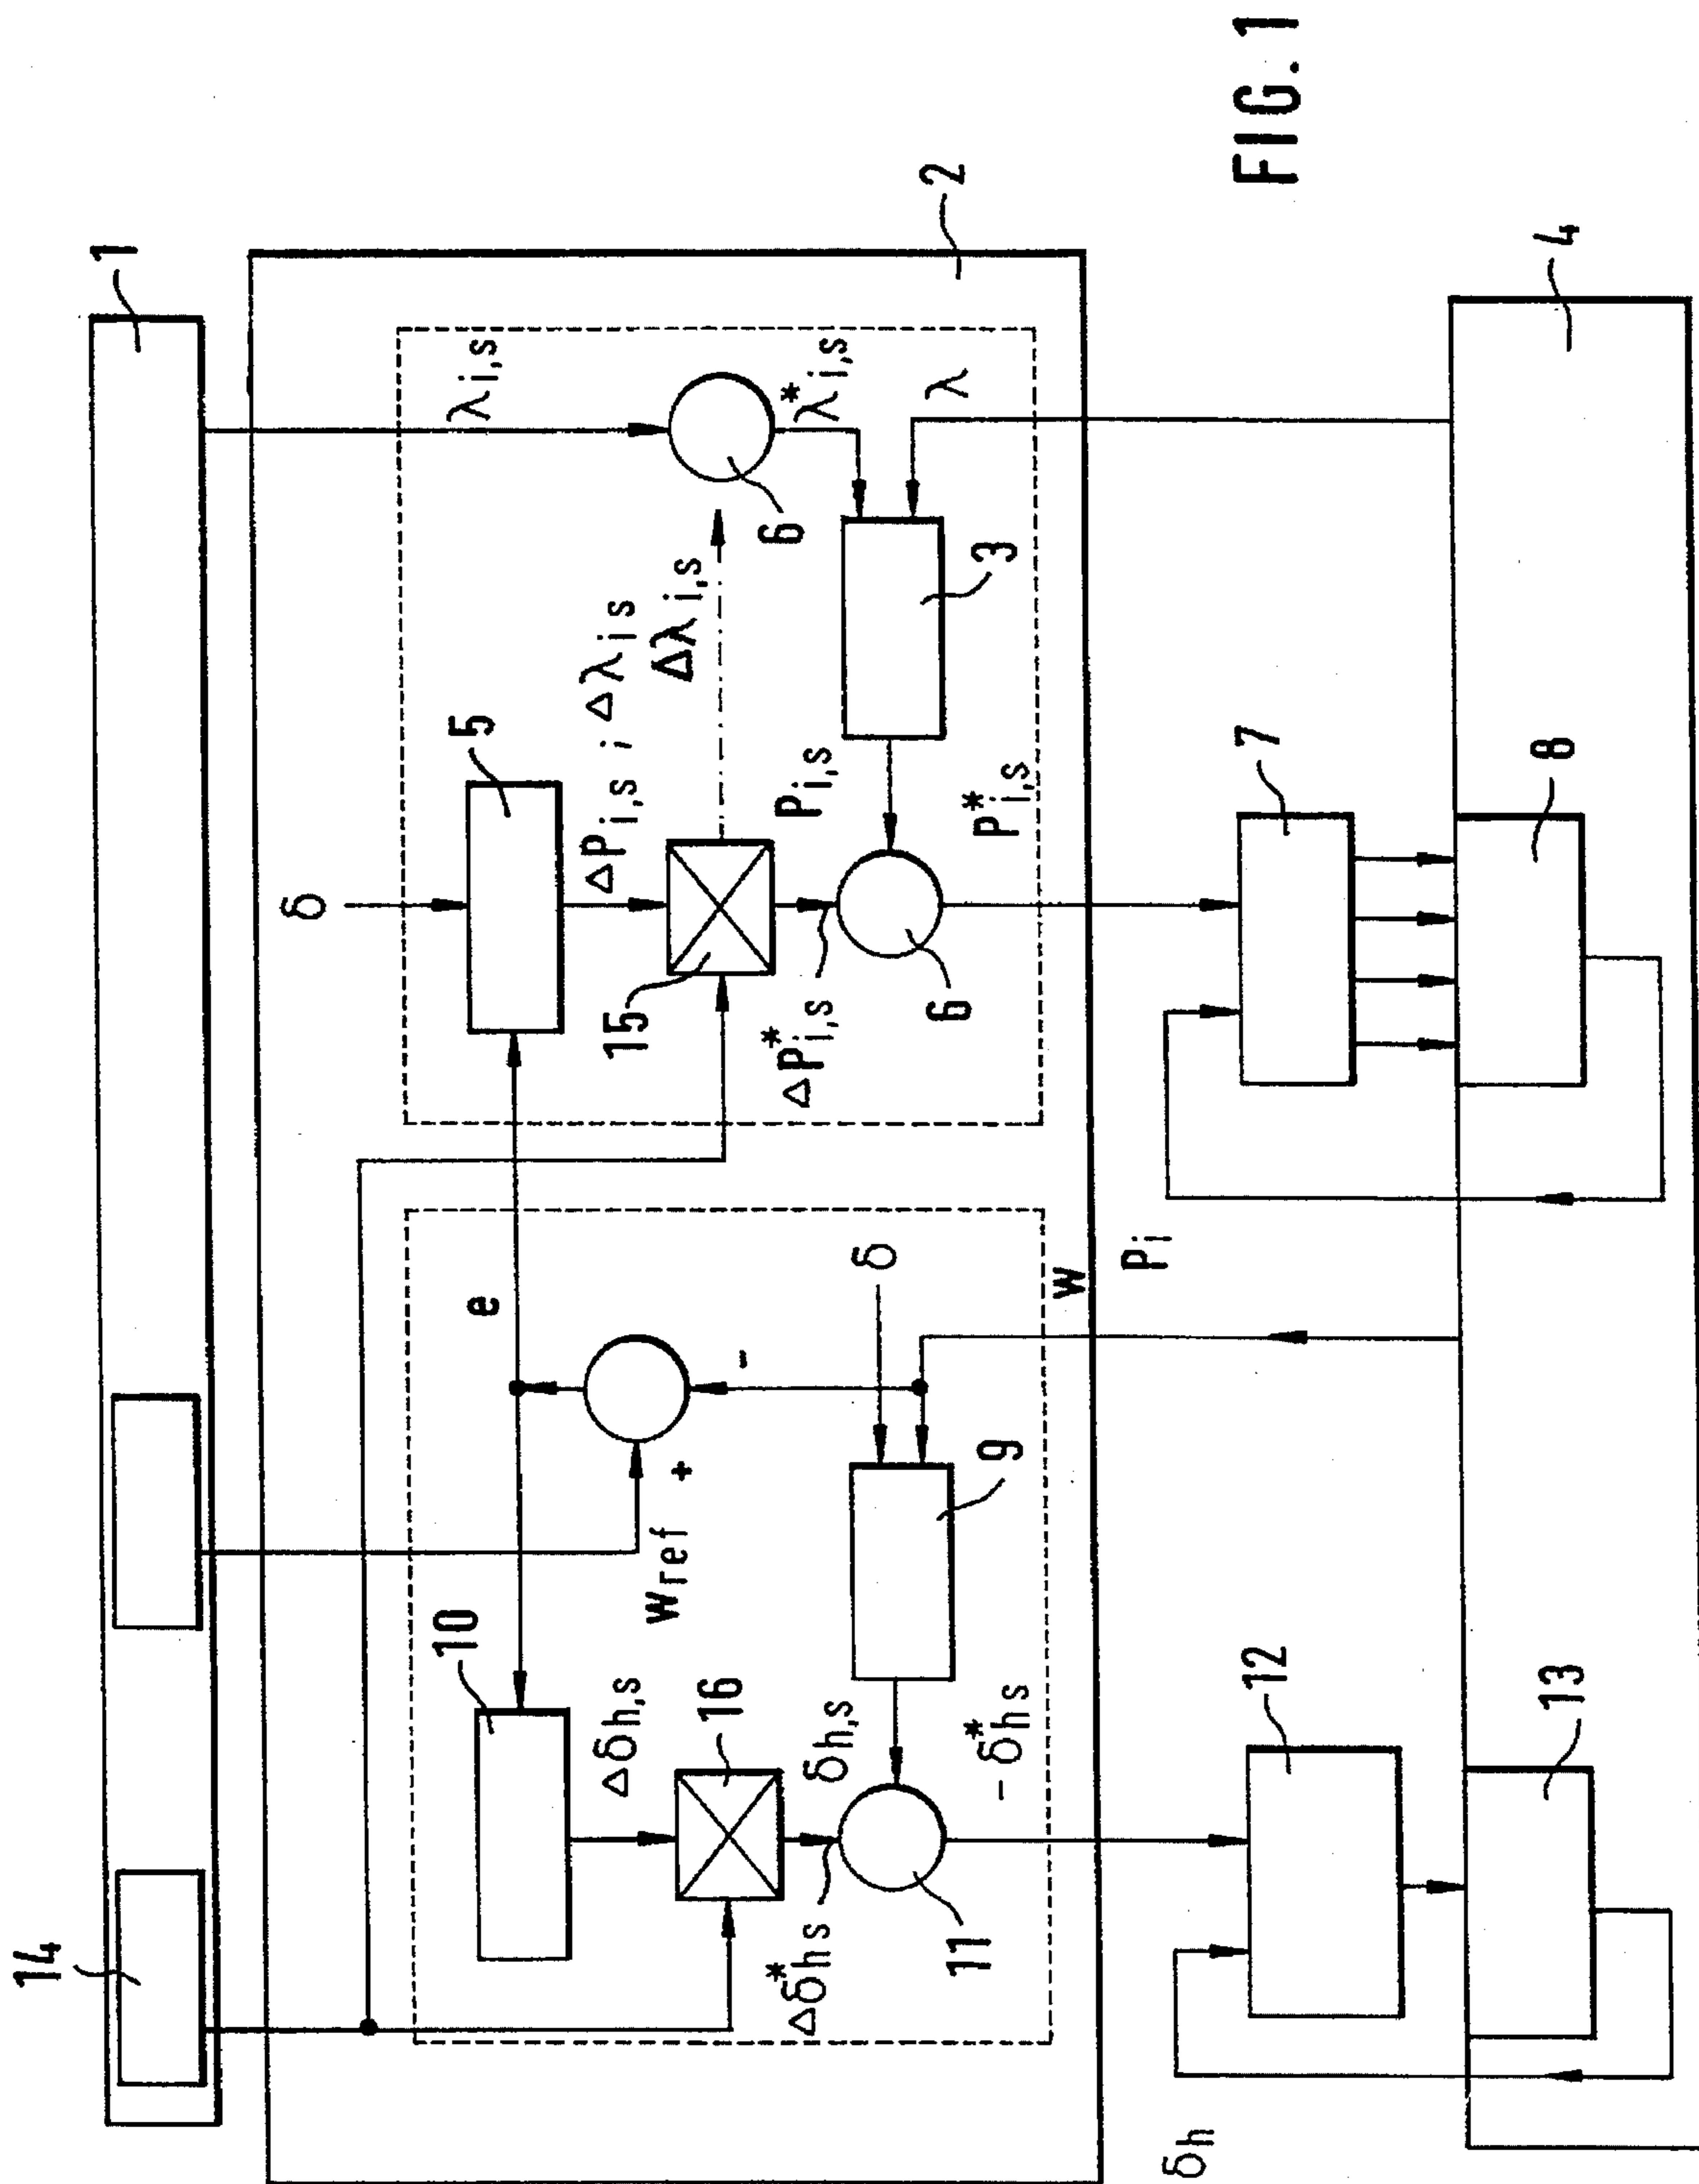 1
14
2
λi,s
δ
5
10
e
ΔPi,s ; Δλis
Δλi,s
6
λ*i,s
Δδh,s
16
wref
+
-
15
Pi,s
3
λ
δh,s
9
δ
ΔP*i,s
Δδ*hs
11
-δ*hs
6
P*i,s
w
δh
Pi
12
13
7
8
4
FIG. 1